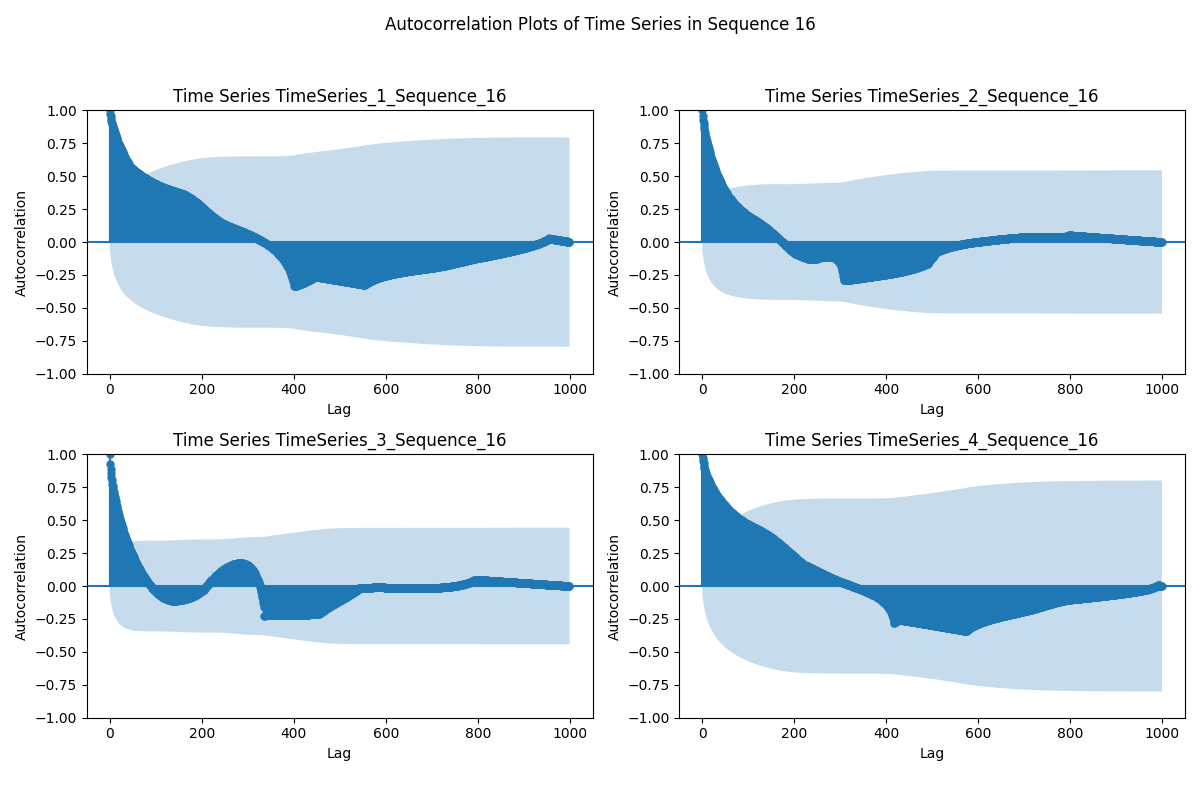 Autocorrelation Plots of Time Series in Sequence 16
Time Series TimeSeries_1_Sequence_16
1.00
0.75
0.50
0.25
0.00
−0.25
−0.50
−0.75
−1.00
Autocorrelation
0 200 400 600 800 1000
Lag
Time Series TimeSeries_2_Sequence_16
1.00
0.75
0.50
0.25
0.00
−0.25
−0.50
−0.75
−1.00
Autocorrelation
0 200 400 600 800 1000
Lag
Time Series TimeSeries_3_Sequence_16
1.00
0.75
0.50
0.25
0.00
−0.25
−0.50
−0.75
−1.00
Autocorrelation
0 200 400 600 800 1000
Lag
Time Series TimeSeries_4_Sequence_16
1.00
0.75
0.50
0.25
0.00
−0.25
−0.50
−0.75
−1.00
Autocorrelation
0 200 400 600 800 1000
Lag